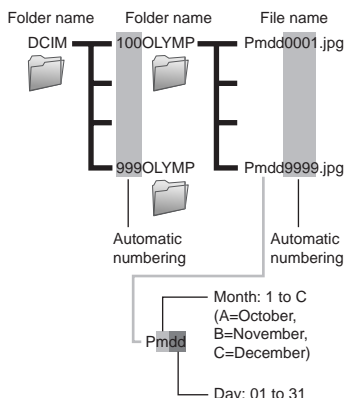 Folder name Folder name File name
DCIM 100OLYMP Pmdd0001.jpg
999OLYMP Pmdd9999.jpg
Automatic numbering
Automatic numbering
Pmdd
Month: 1 to C
(A=October,
B=November,
C=December)
Day: 01 to 31